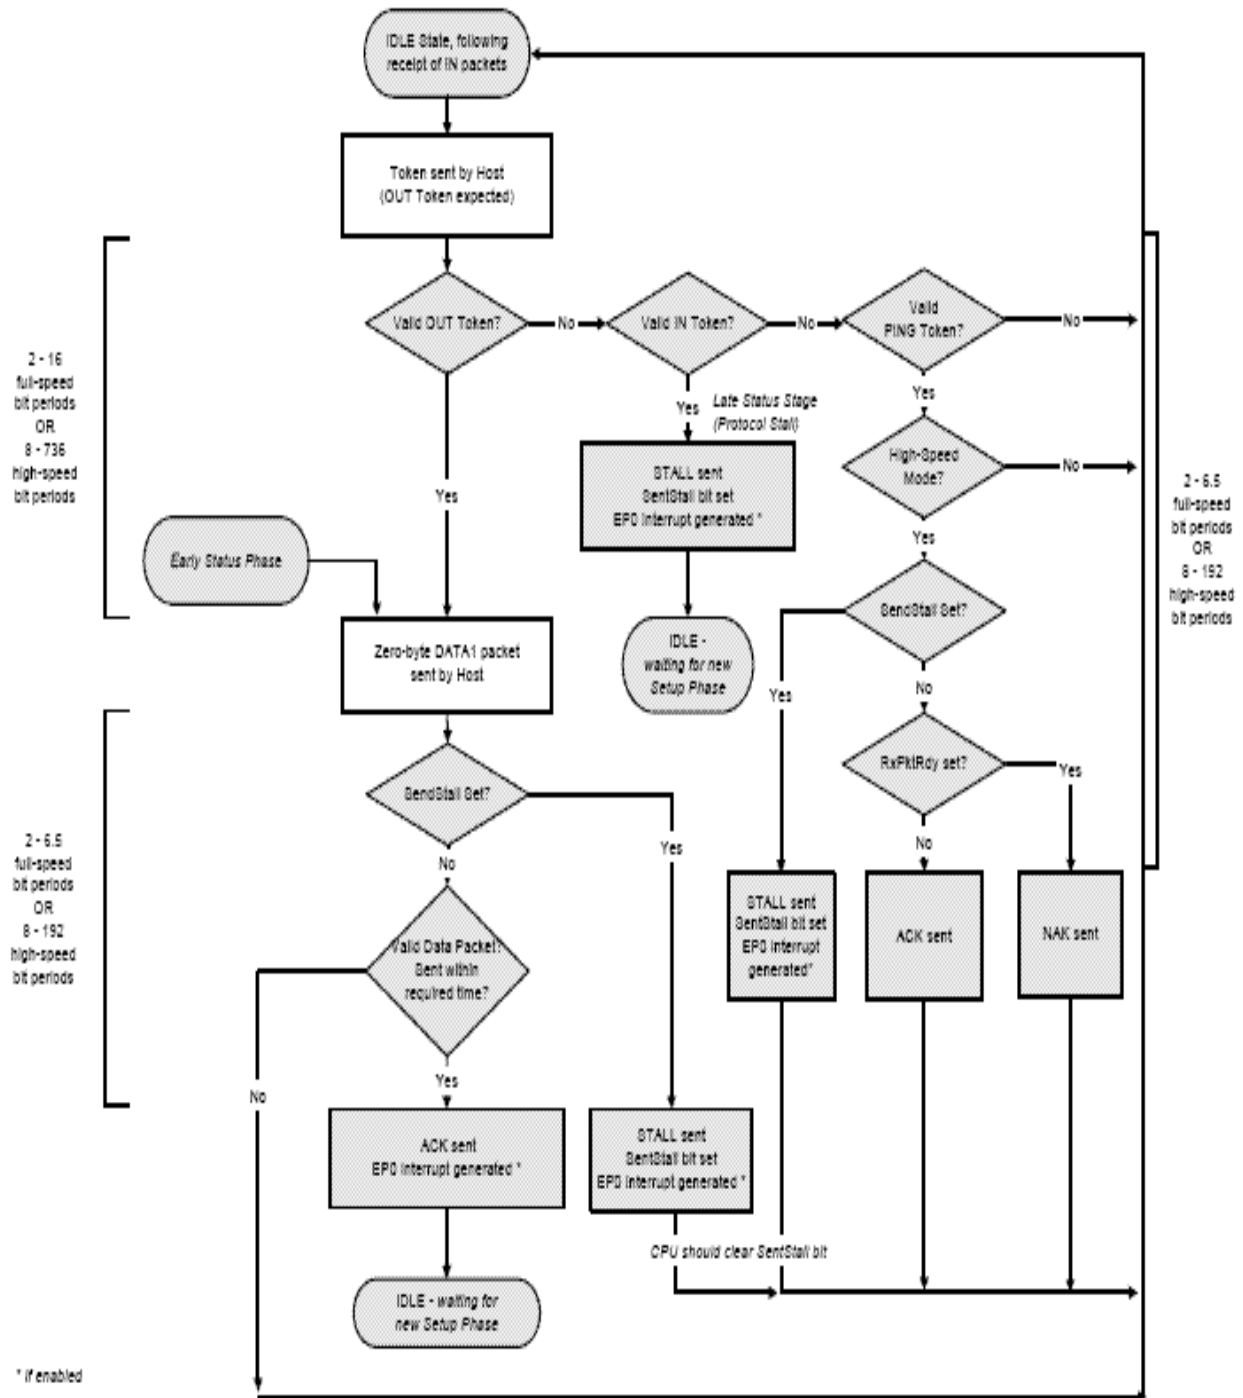 IDLE State, following
receipt of IN packets
Token sent by Host
(OUT Token expected)
Valid OUT Token?
No
Valid IN Token?
No
Valid
PING Token?
No
2 - 16
full-speed
bit periods
OR
8 - 736
high-speed
bit periods
Yes
Yes
Late Status Stage
(Protocol Stall)
Yes
High-Speed
Mode?
No
STALL sent
SentStall bit set
EP0 Interrupt generated *
Yes
2 - 6.5
full-speed
bit periods
OR
8 - 192
high-speed
bit periods
Early Status Phase
SendStall Set?
Zero-byte DATA1 packet
sent by Host
IDLE -
waiting for new
Setup Phase
Yes
No
RxPktRdy set?
Yes
SendStall Set?
Yes
No
No
2 - 6.5
full-speed
bit periods
OR
8 - 192
high-speed
bit periods
STALL sent
SentStall bit set
EP0 Interrupt
generated*
ACK sent
NAK sent
Valid Data Packet?
Sent within
required time?
Yes
No
ACK sent
EP0 Interrupt generated *
STALL sent
SentStall bit set
EP0 Interrupt generated *
CPU should clear SentStall bit
IDLE - waiting for
new Setup Phase
* If enabled